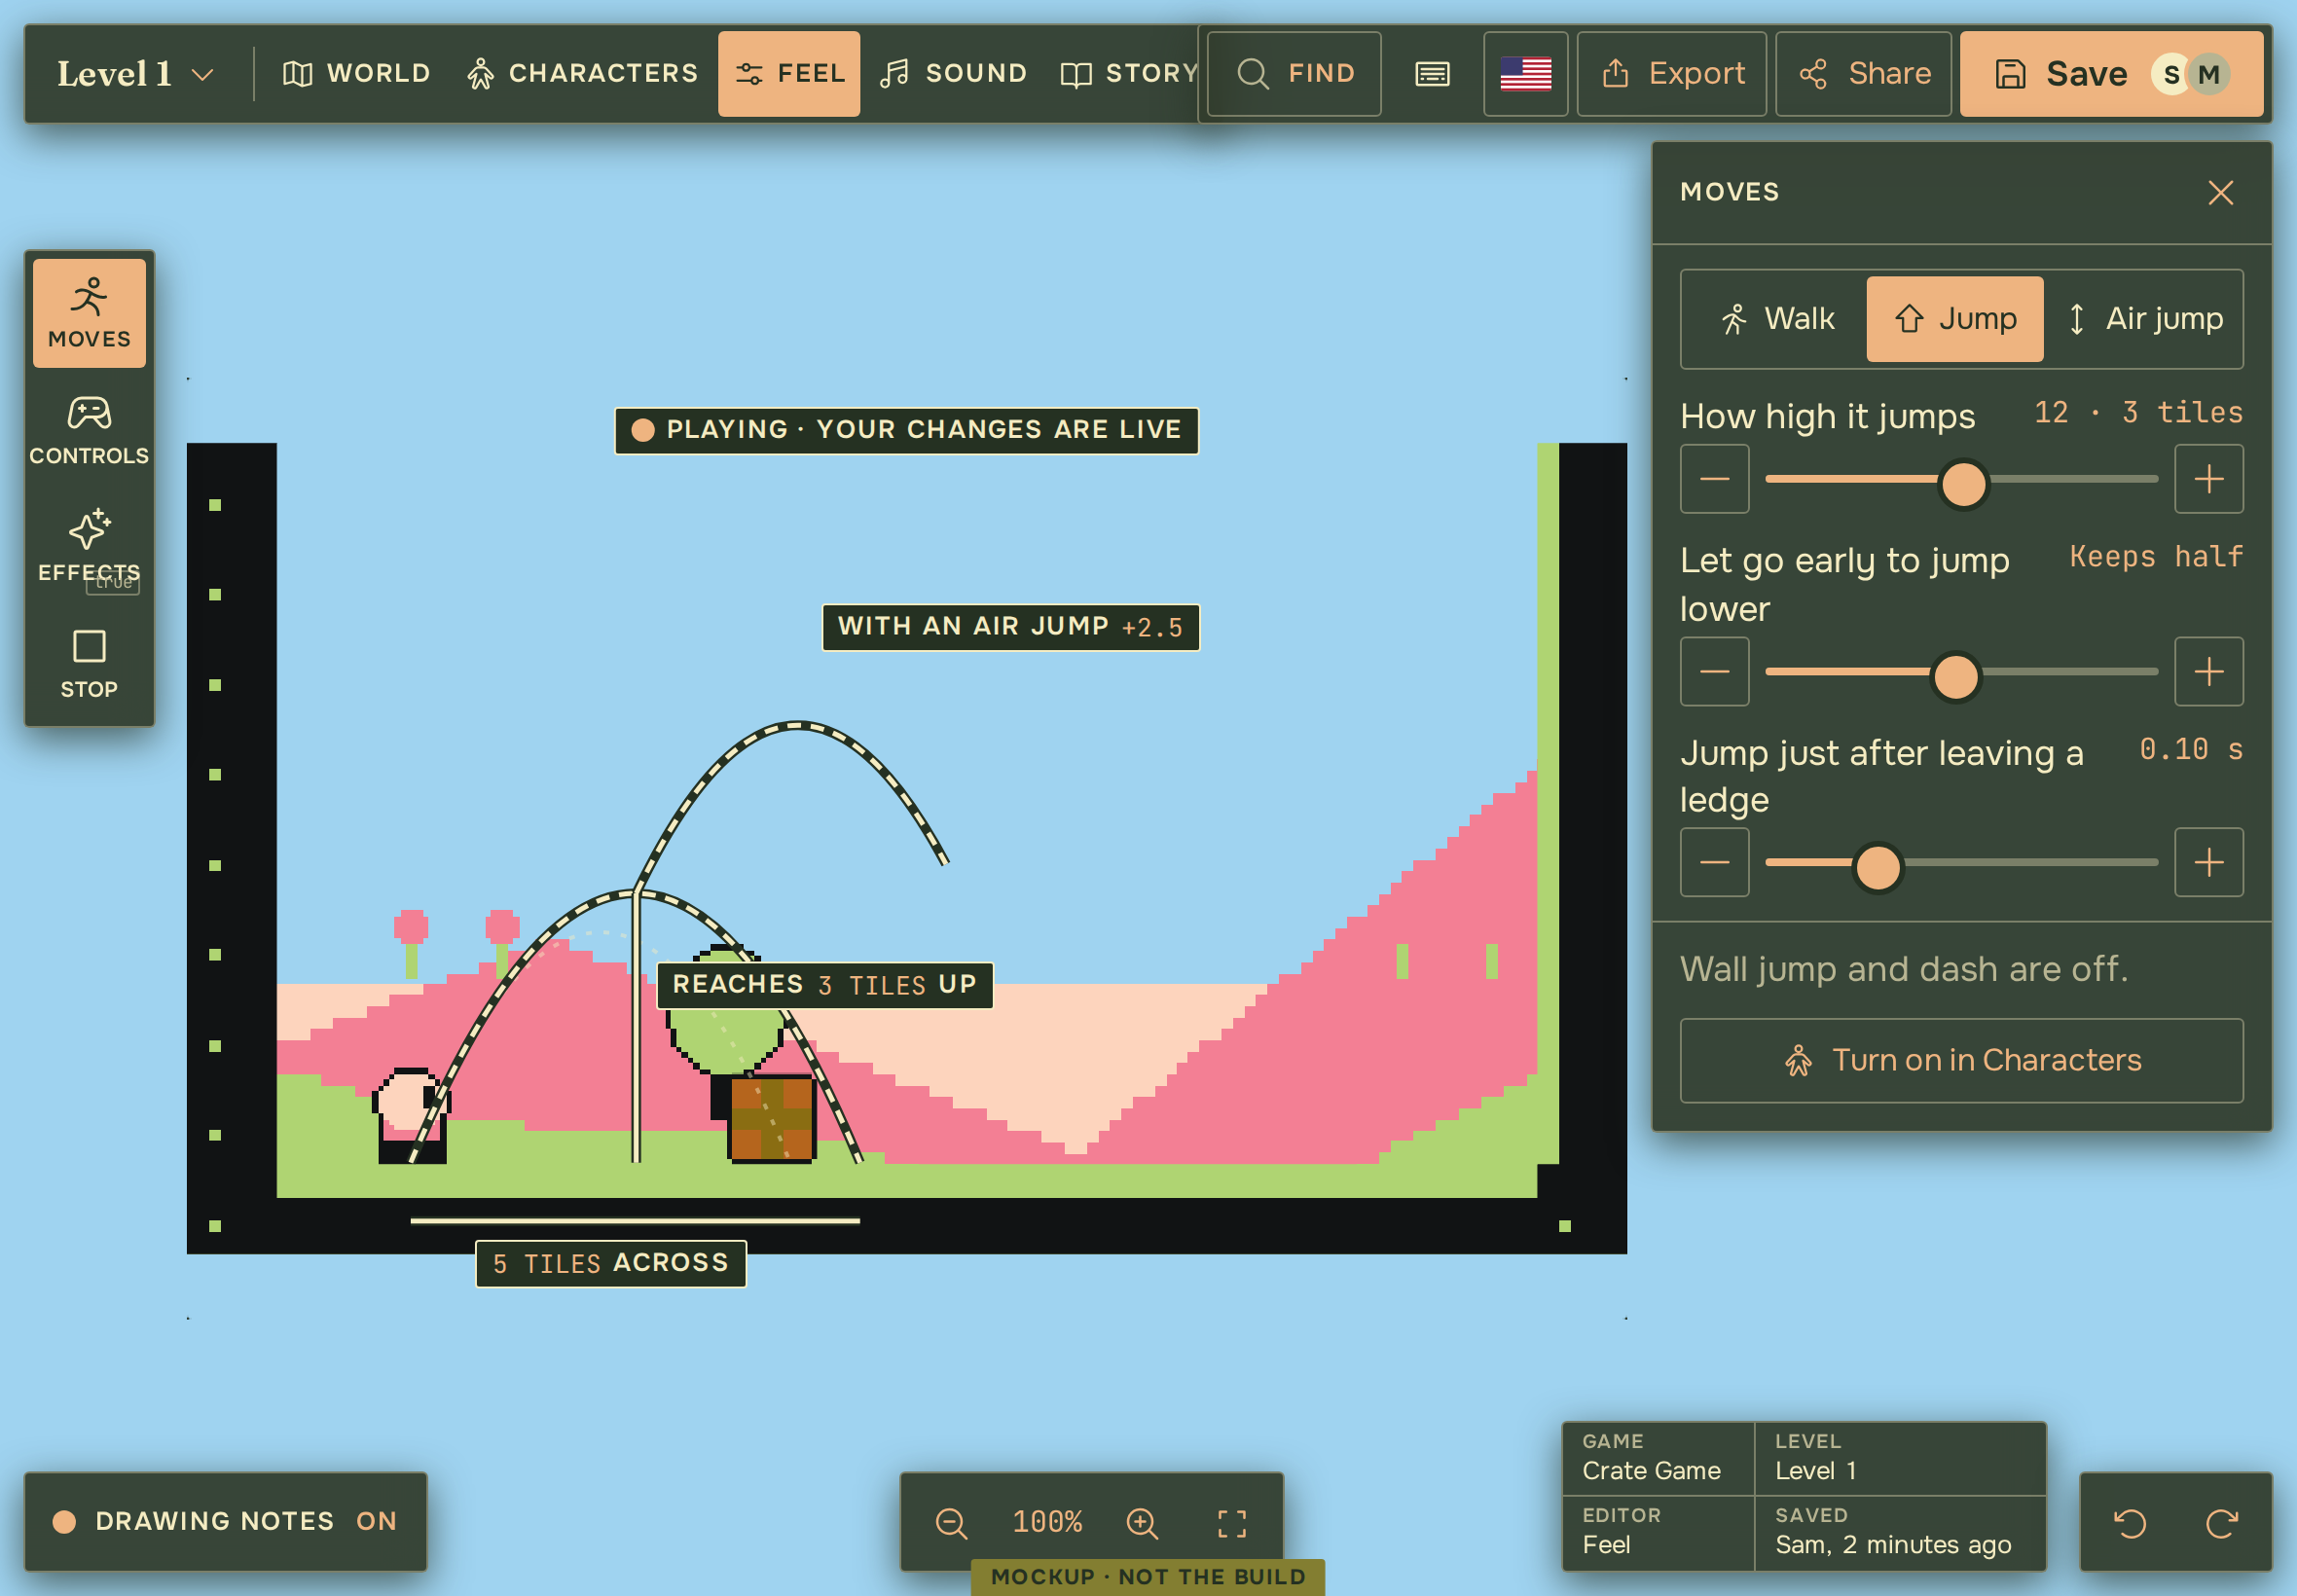 Level 1
WORLD
CHARACTERS
FEEL
SOUND
STORY
FIND
Export
Share
Save
S
M
MOVES
CONTROLS
EFFECTS
true
STOP
PLAYING · YOUR CHANGES ARE LIVE
WITH AN AIR JUMP +2.5
REACHES 3 TILES UP
5 TILES ACROSS
MOVES
Walk
Jump
Air jump
How high it jumps
12 · 3 tiles
Let go early to jump
lower
Keeps half
Jump just after leaving a
ledge
0.10 s
Wall jump and dash are off.
Turn on in Characters
DRAWING NOTES ON
100%
MOCKUP · NOT THE BUILD
GAME
Crate Game
LEVEL
Level 1
EDITOR
Feel
SAVED
Sam, 2 minutes ago